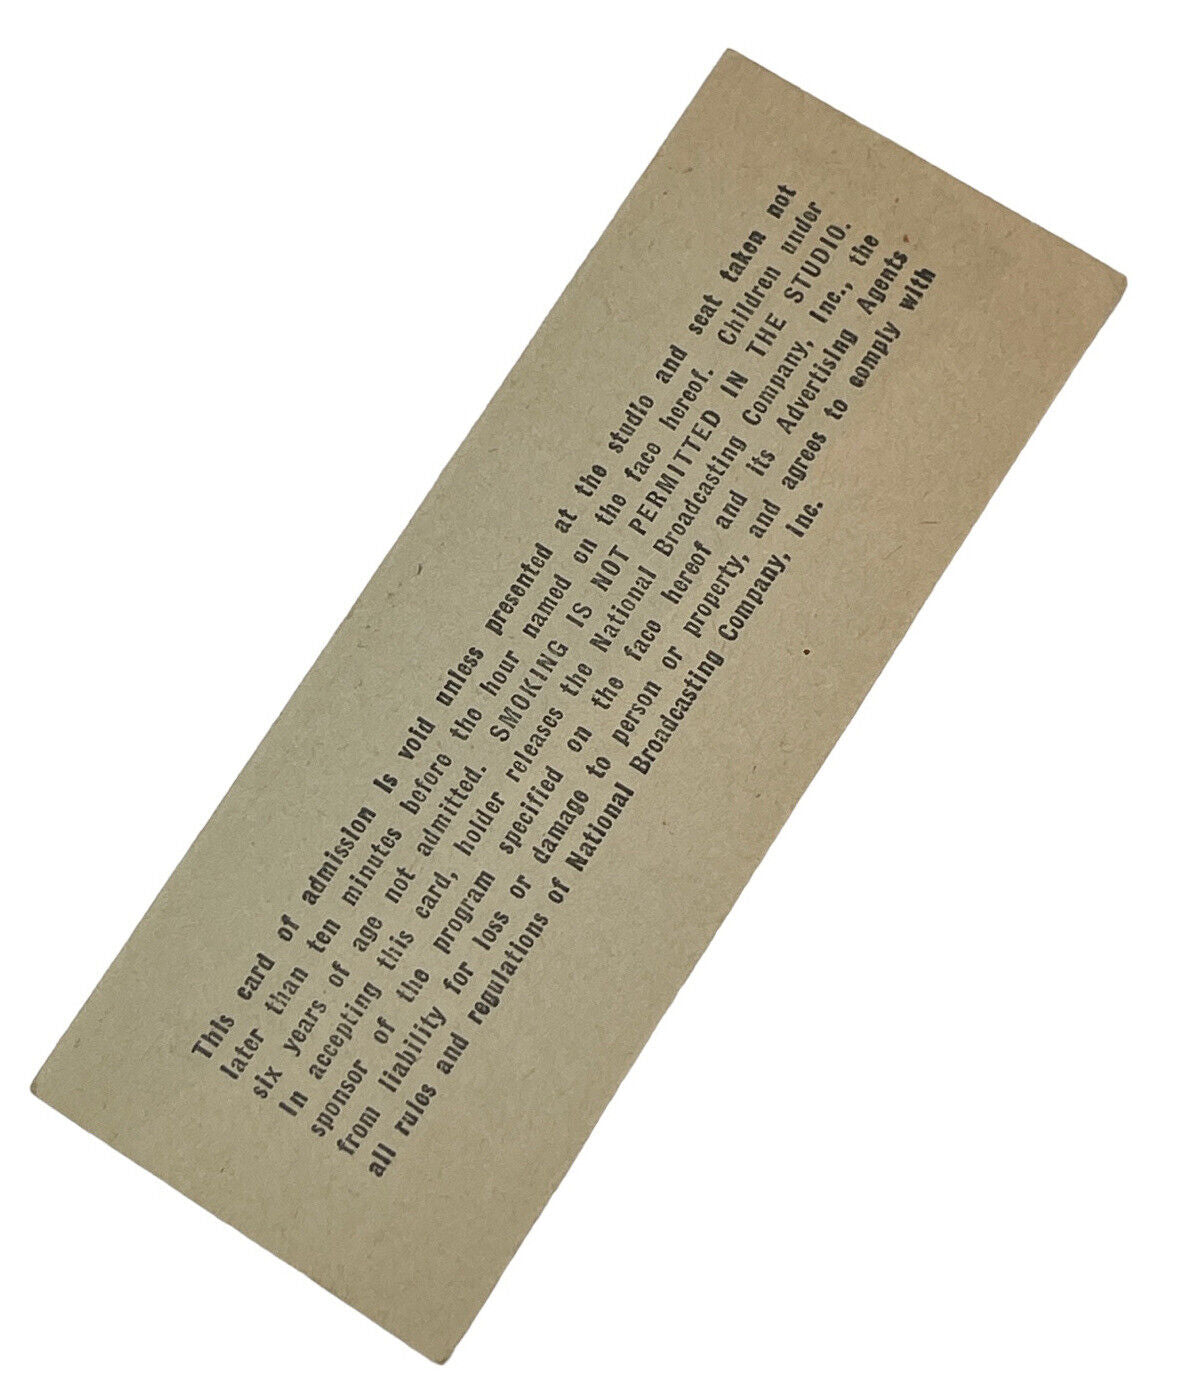 This card of admission is void unless presented at the studio and seat taken not
later than ten minutes before the hour named on the face hereof. Children under
six years of age not admitted. SMOKING IS NOT PERMITTED IN THE STUDIO.
In accepting this card, holder releases the National Broadcasting Company, Inc., the
sponsor of the program specified on the face hereof and its Advertising Agents
from liability for loss or damage to person or property, and agrees to comply with
all rules and regulations of National Broadcasting Company, Inc.